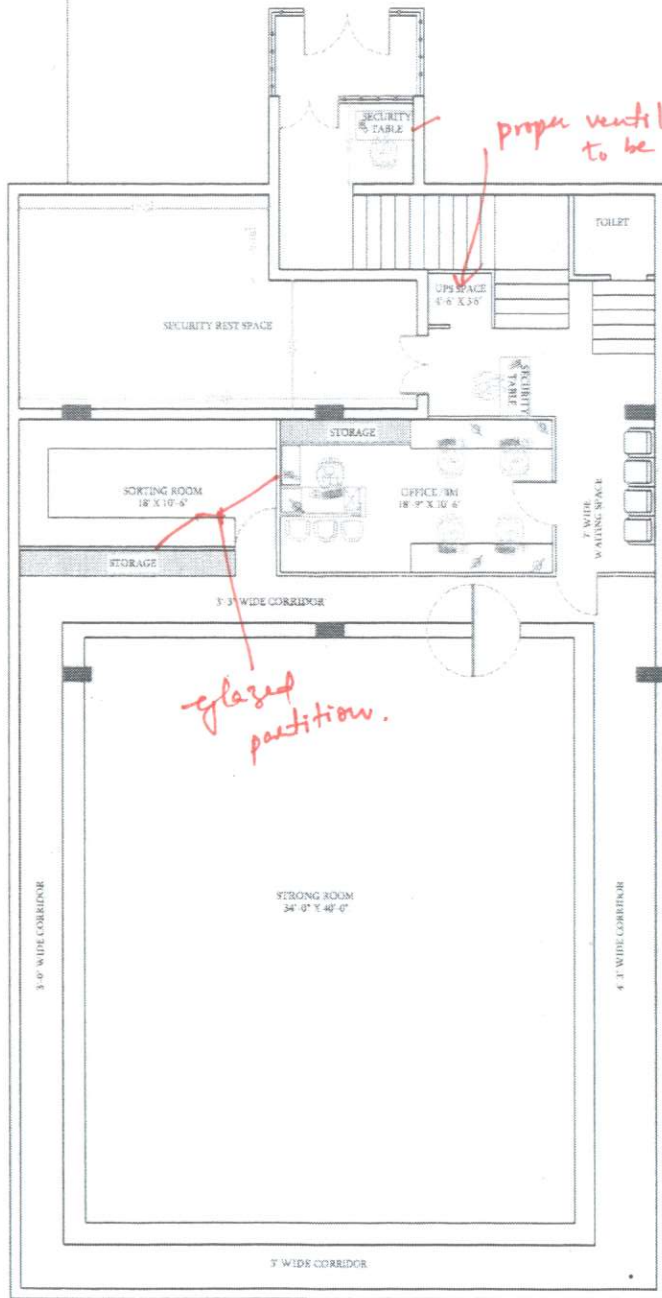 SECURITY
TABLE
proper ventil
to be
TOILET
UPS SPACE
4'-6" X 3'6"
SECURITY REST SPACE
SECURITY
TABLE
STORAGE
SORTING ROOM
18' X 10'-6"
OFFICE /BM
18'-9" X 10' 6"
3' WIDE
WAITING SPACE
STORAGE
3'-3" WIDE CORRIDOR
glazed
partition.
STRONG ROOM
34'-0" X 40'-0"
3'-0" WIDE CORRIDOR
4'-3" WIDE CORRIDOR
3' WIDE CORRIDOR